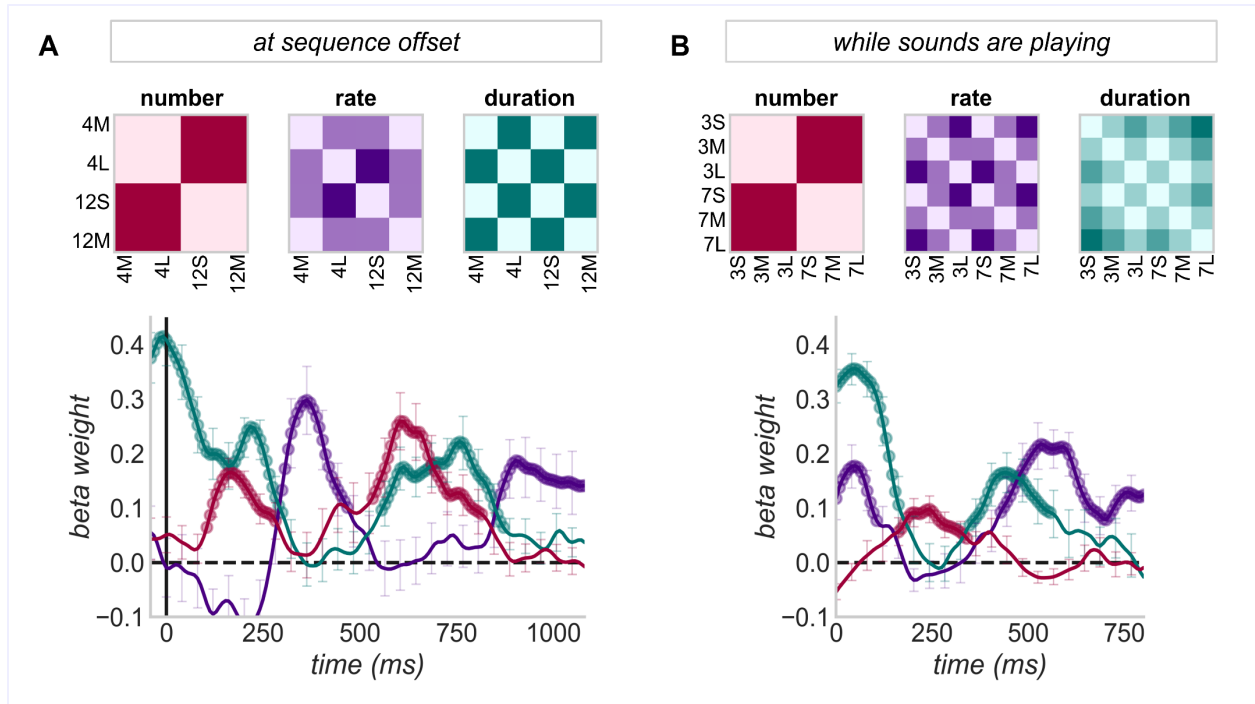 A
at sequence offset
number
rate
duration
4M
4L
12S
12M
4M
4L
12S
12M
4M
4L
12S
12M
4M
4L
12S
12M
beta weight
0.4
0.3
0.2
0.1
0.0
−0.1
0
250
500
750
1000
time (ms)
B
while sounds are playing
number
rate
duration
3S
3M
3L
7S
7M
7L
3S
3M
3L
7S
7M
7L
3S
3M
3L
7S
7M
7L
3S
3M
3L
7S
7M
7L
beta weight
0.4
0.3
0.2
0.1
0.0
−0.1
0
250
500
750
time (ms)